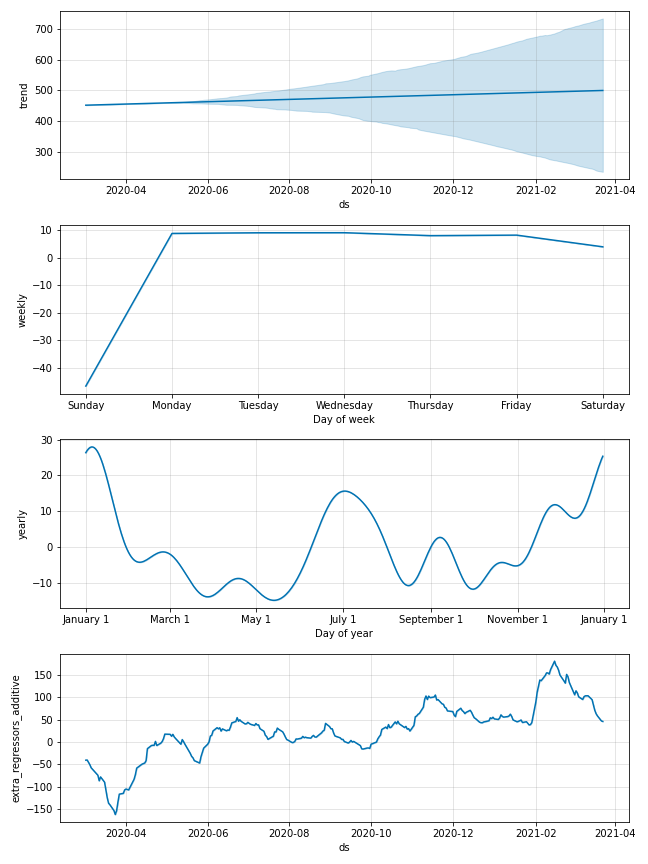 700
600
500
400
300
trend
2020-04 2020-06 2020-08 2020-10 2020-12 2021-02 2021-04
ds
10
0
−10
−20
−30
−40
weekly
Sunday Monday Tuesday Wednesday Thursday Friday Saturday
Day of week
30
20
10
0
−10
yearly
January 1 March 1 May 1 July 1 September 1 November 1 January 1
Day of year
150
100
50
0
−50
−100
−150
extra_regressors_additive
2020-04 2020-06 2020-08 2020-10 2020-12 2021-02 2021-04
ds